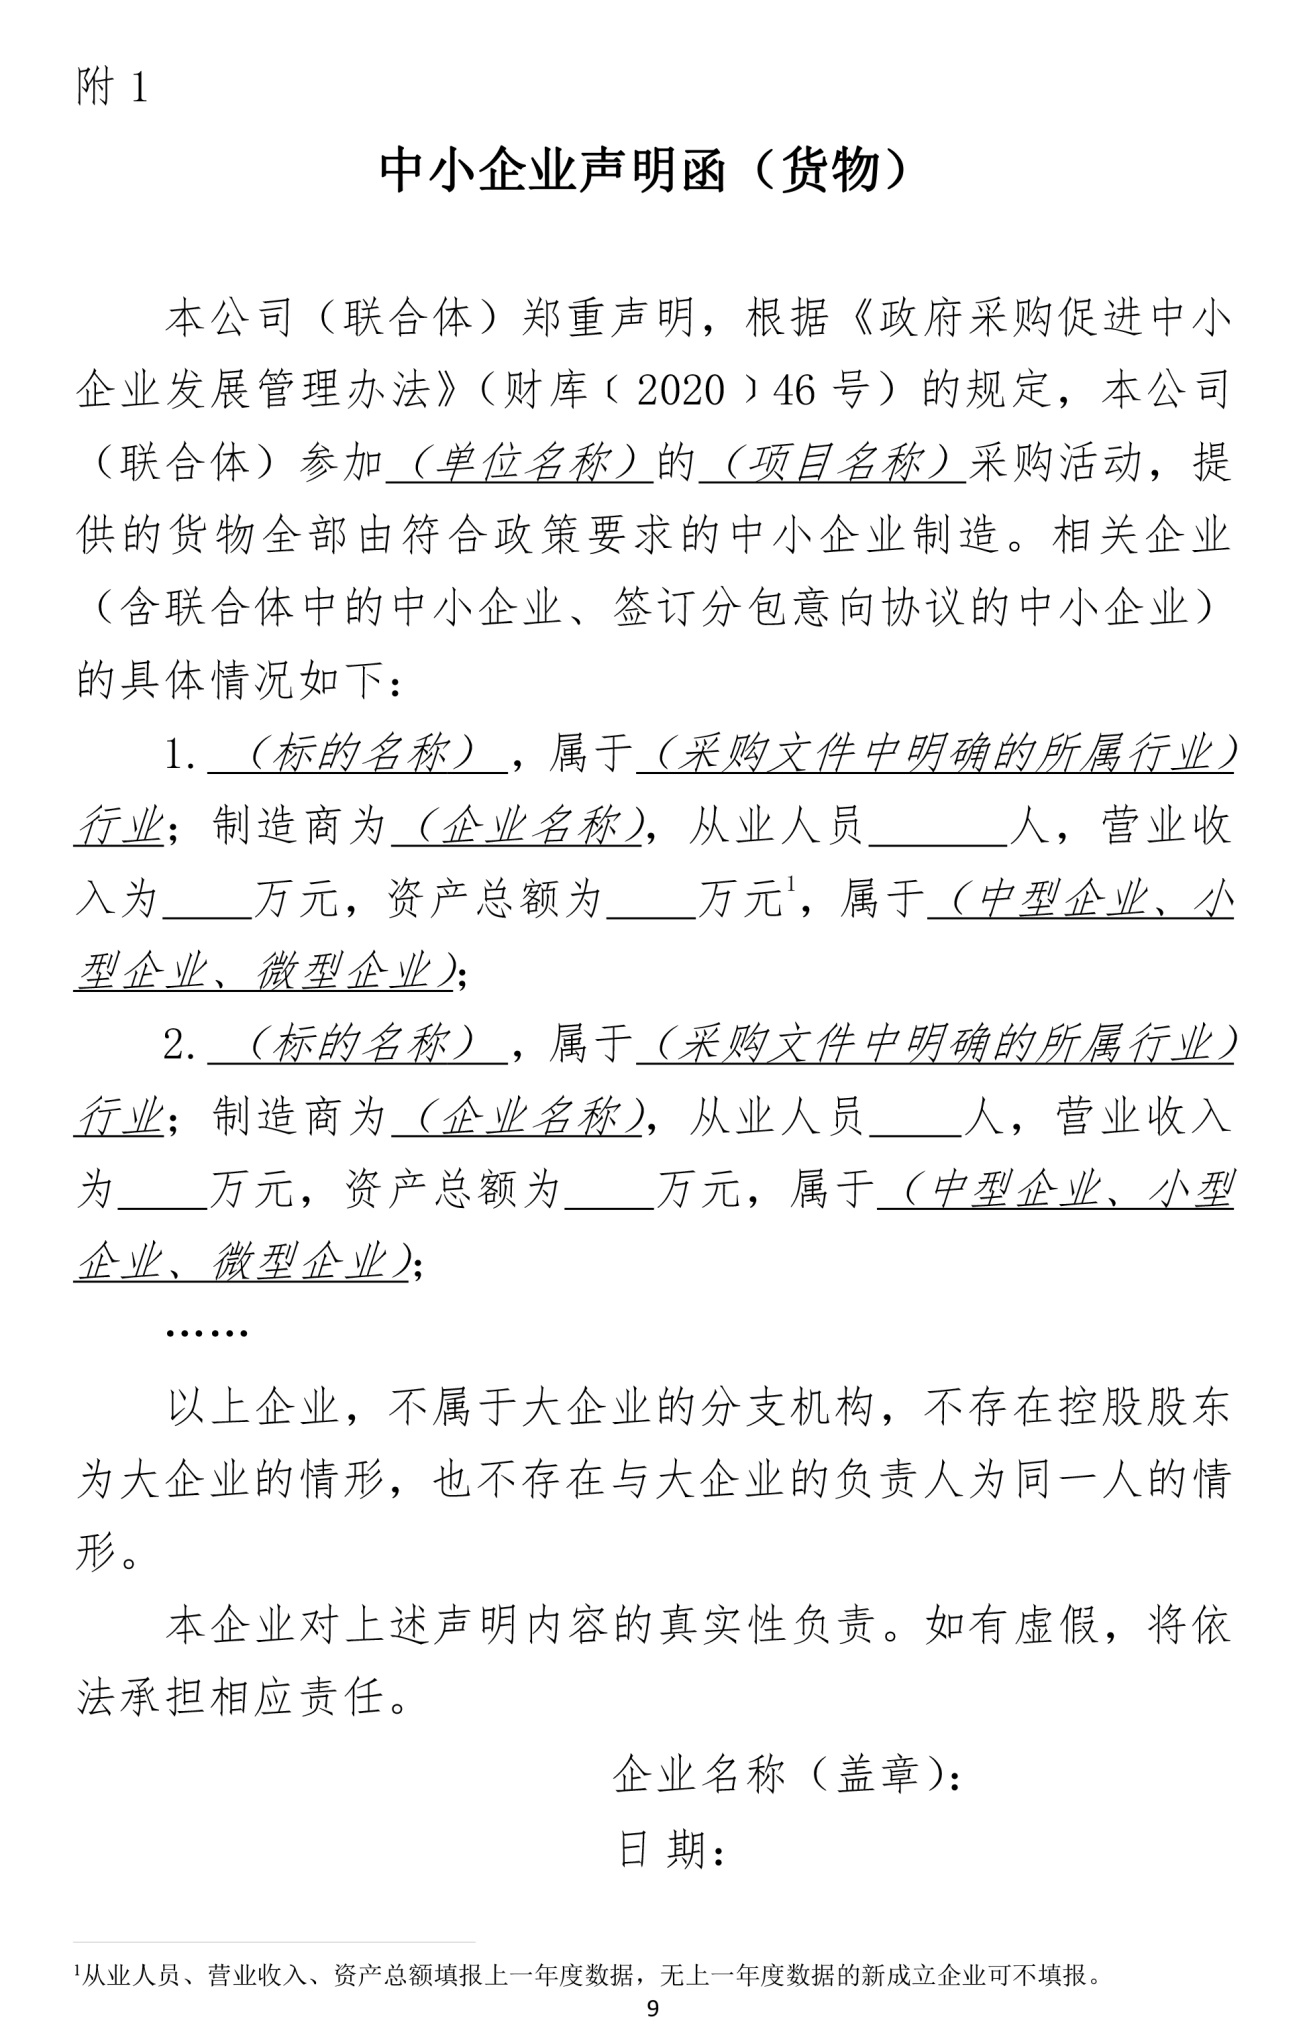 附 1
中小企业声明函（货物）
本公司（联合体）郑重声明，根据《政府采购促进中小
企业发展管理办法》（财库﹝2020﹞46 号）的规定，本公司
（联合体）参加（单位名称）的（项目名称）采购活动，提
供的货物全部由符合政策要求的中小企业制造。相关企业
（含联合体中的中小企业、签订分包意向协议的中小企业）
的具体情况如下：
1. （标的名称） ，属于（采购文件中明确的所属行业）
行业；制造商为（企业名称），从业人员______人，营业收
入为____万元，资产总额为____万元¹，属于（中型企业、小
型企业、微型企业）；
2. （标的名称） ，属于（采购文件中明确的所属行业）
行业；制造商为（企业名称），从业人员____人，营业收入
为____万元，资产总额为____万元，属于（中型企业、小型
企业、微型企业）；
……
以上企业，不属于大企业的分支机构，不存在控股股东
为大企业的情形，也不存在与大企业的负责人为同一人的情
形。
本企业对上述声明内容的真实性负责。如有虚假，将依
法承担相应责任。
企业名称（盖章）：
日 期：
¹从业人员、营业收入、资产总额填报上一年度数据，无上一年度数据的新成立企业可不填报。
9